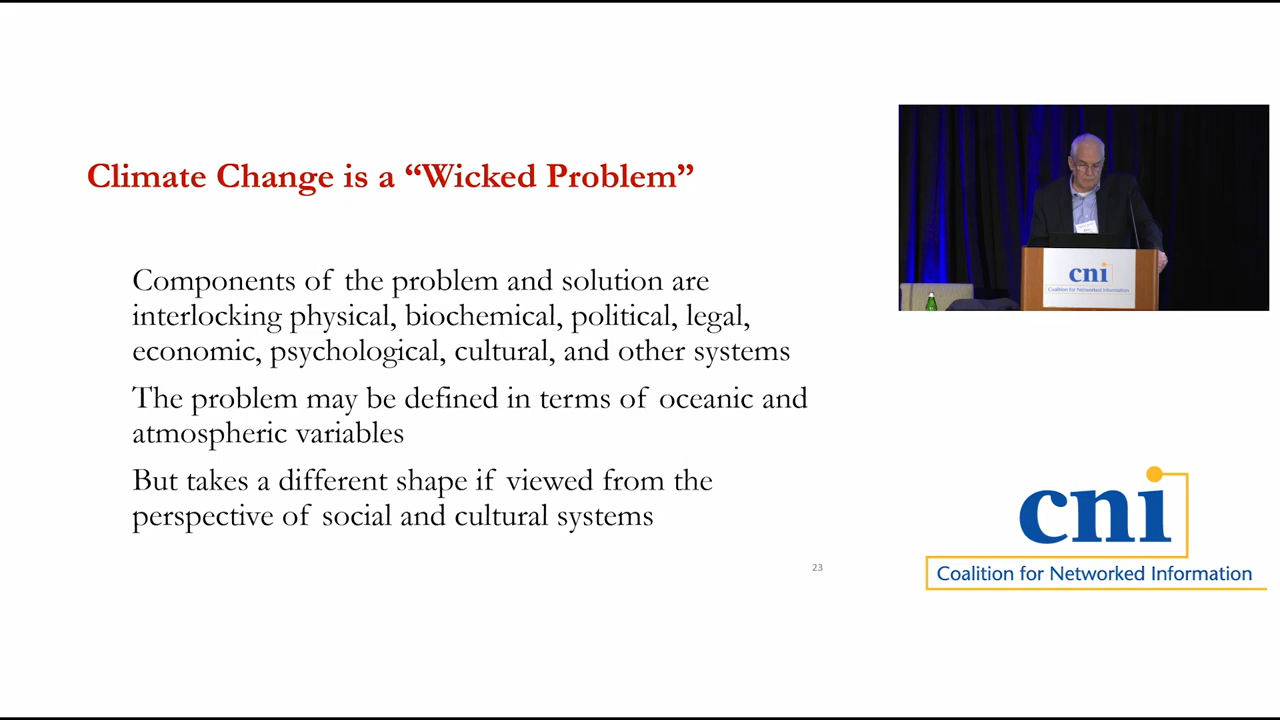 Climate Change is a “Wicked Problem”
Components of the problem and solution are
interlocking physical, biochemical, political, legal,
economic, psychological, cultural, and other systems
The problem may be defined in terms of oceanic and
atmospheric variables
But takes a different shape if viewed from the
perspective of social and cultural systems
23
cni
Coalition for Networked Information
cni
Coalition for Networked Information